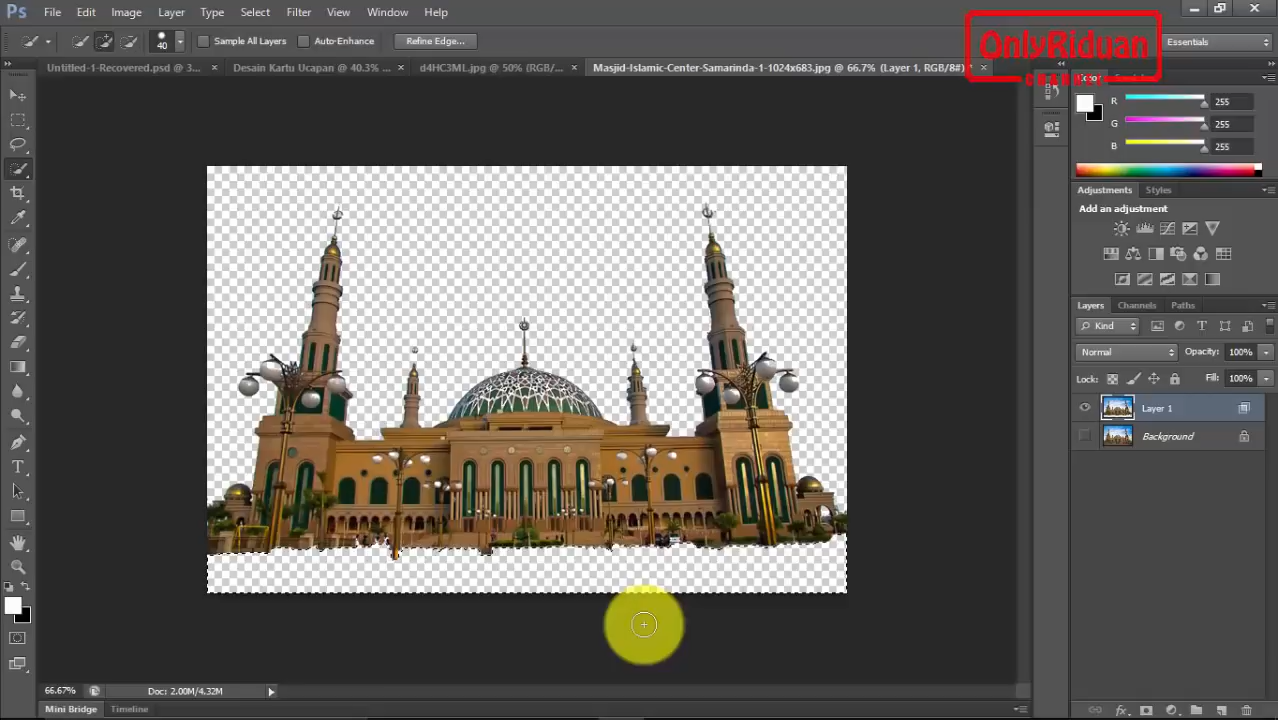 Ps File Edit Image Layer Type Select Filter View Window Help
40 Sample All Layers Auto-Enhance Refine Edge... Essentials
OnlyRiduan
CHANNEL
Untitled-1-Recovered.psd @ 3... × Desain Kartu Ucapan @ 40.3% ... × d4HC3ML.jpg @ 50% (RGB/... × Masjid-Islamic-Center-Samarinda-1-1024x683.jpg @ 66.7% (Layer 1, RGB/8#) * ×
Color
R 255
G 255
B 255
Adjustments Styles
Add an adjustment
Layers Channels Paths
Kind
Normal Opacity: 100%
Lock: Fill: 100%
Layer 1
Background
66.67% Doc: 2.00M/4.32M
Mini Bridge Timeline